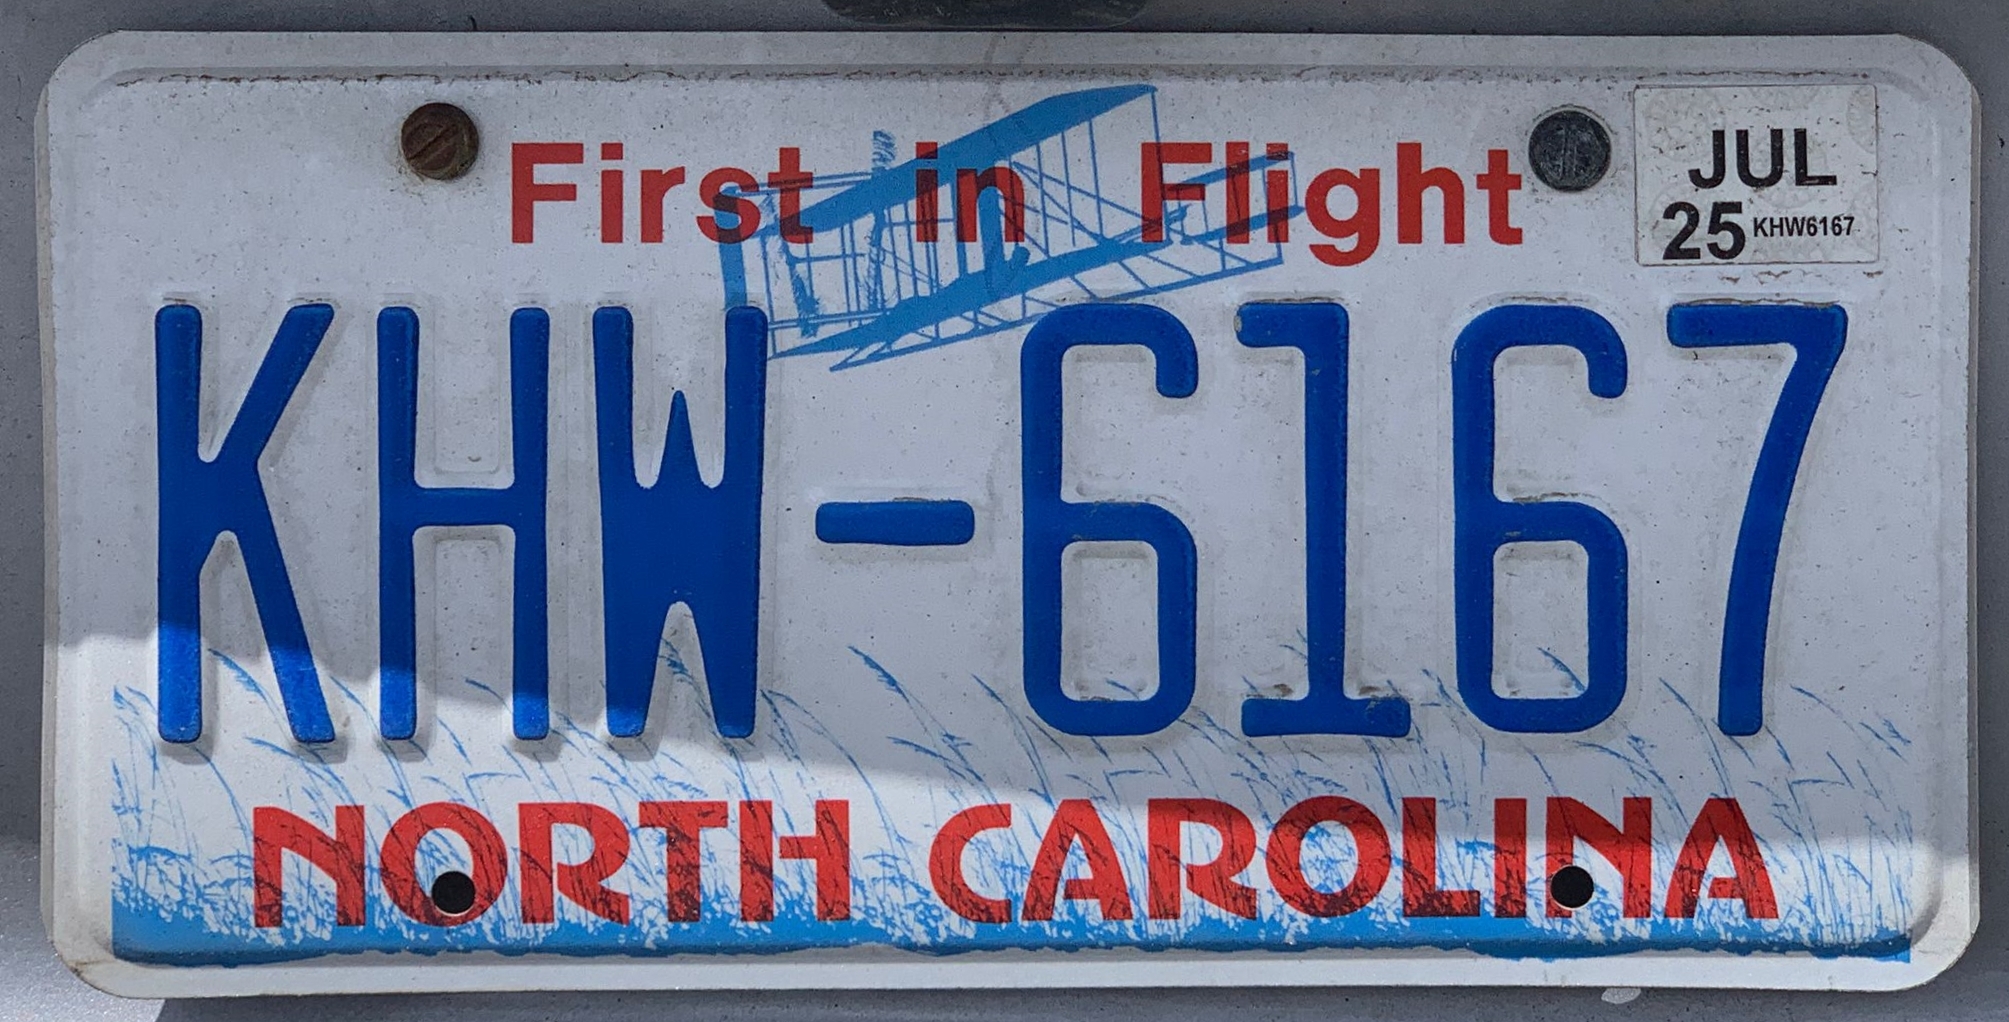 First in Flight
JUL
25 KHW6167
KHW-6167
NORTH CAROLINA